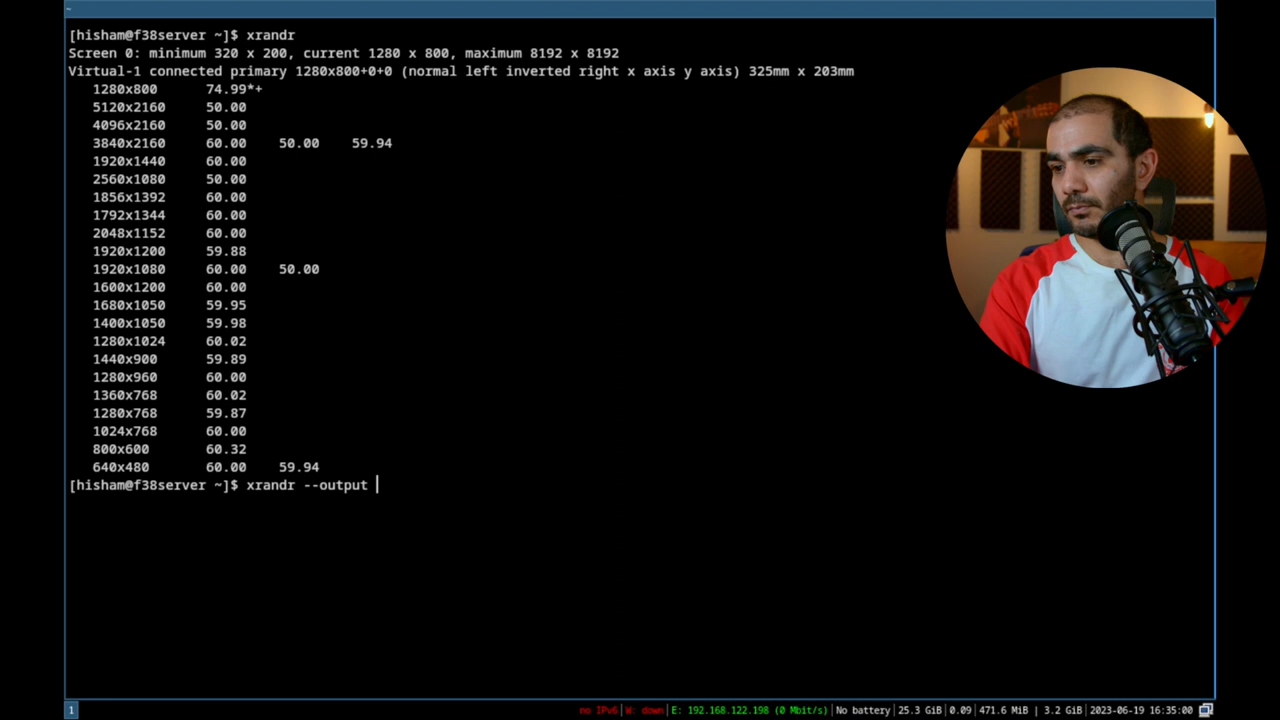 ~
[hisham@f38server ~]$ xrandr
Screen 0: minimum 320 x 200, current 1280 x 800, maximum 8192 x 8192
Virtual-1 connected primary 1280x800+0+0 (normal left inverted right x axis y axis) 325mm x 203mm
1280x800 74.99*+
5120x2160 50.00
4096x2160 50.00
3840x2160 60.00 50.00 59.94
1920x1440 60.00
2560x1080 50.00
1856x1392 60.00
1792x1344 60.00
2048x1152 60.00
1920x1200 59.88
1920x1080 60.00 50.00
1600x1200 60.00
1680x1050 59.95
1400x1050 59.98
1280x1024 60.02
1440x900 59.89
1280x960 60.00
1360x768 60.02
1280x768 59.87
1024x768 60.00
800x600 60.32
640x480 60.00 59.94
[hisham@f38server ~]$ xrandr --output
1 no IPv6|W: down|E: 192.168.122.198 (0 Mbit/s)|No battery|25.3 GiB|0.09|471.6 MiB | 3.2 GiB|2023-06-19 16:35:00